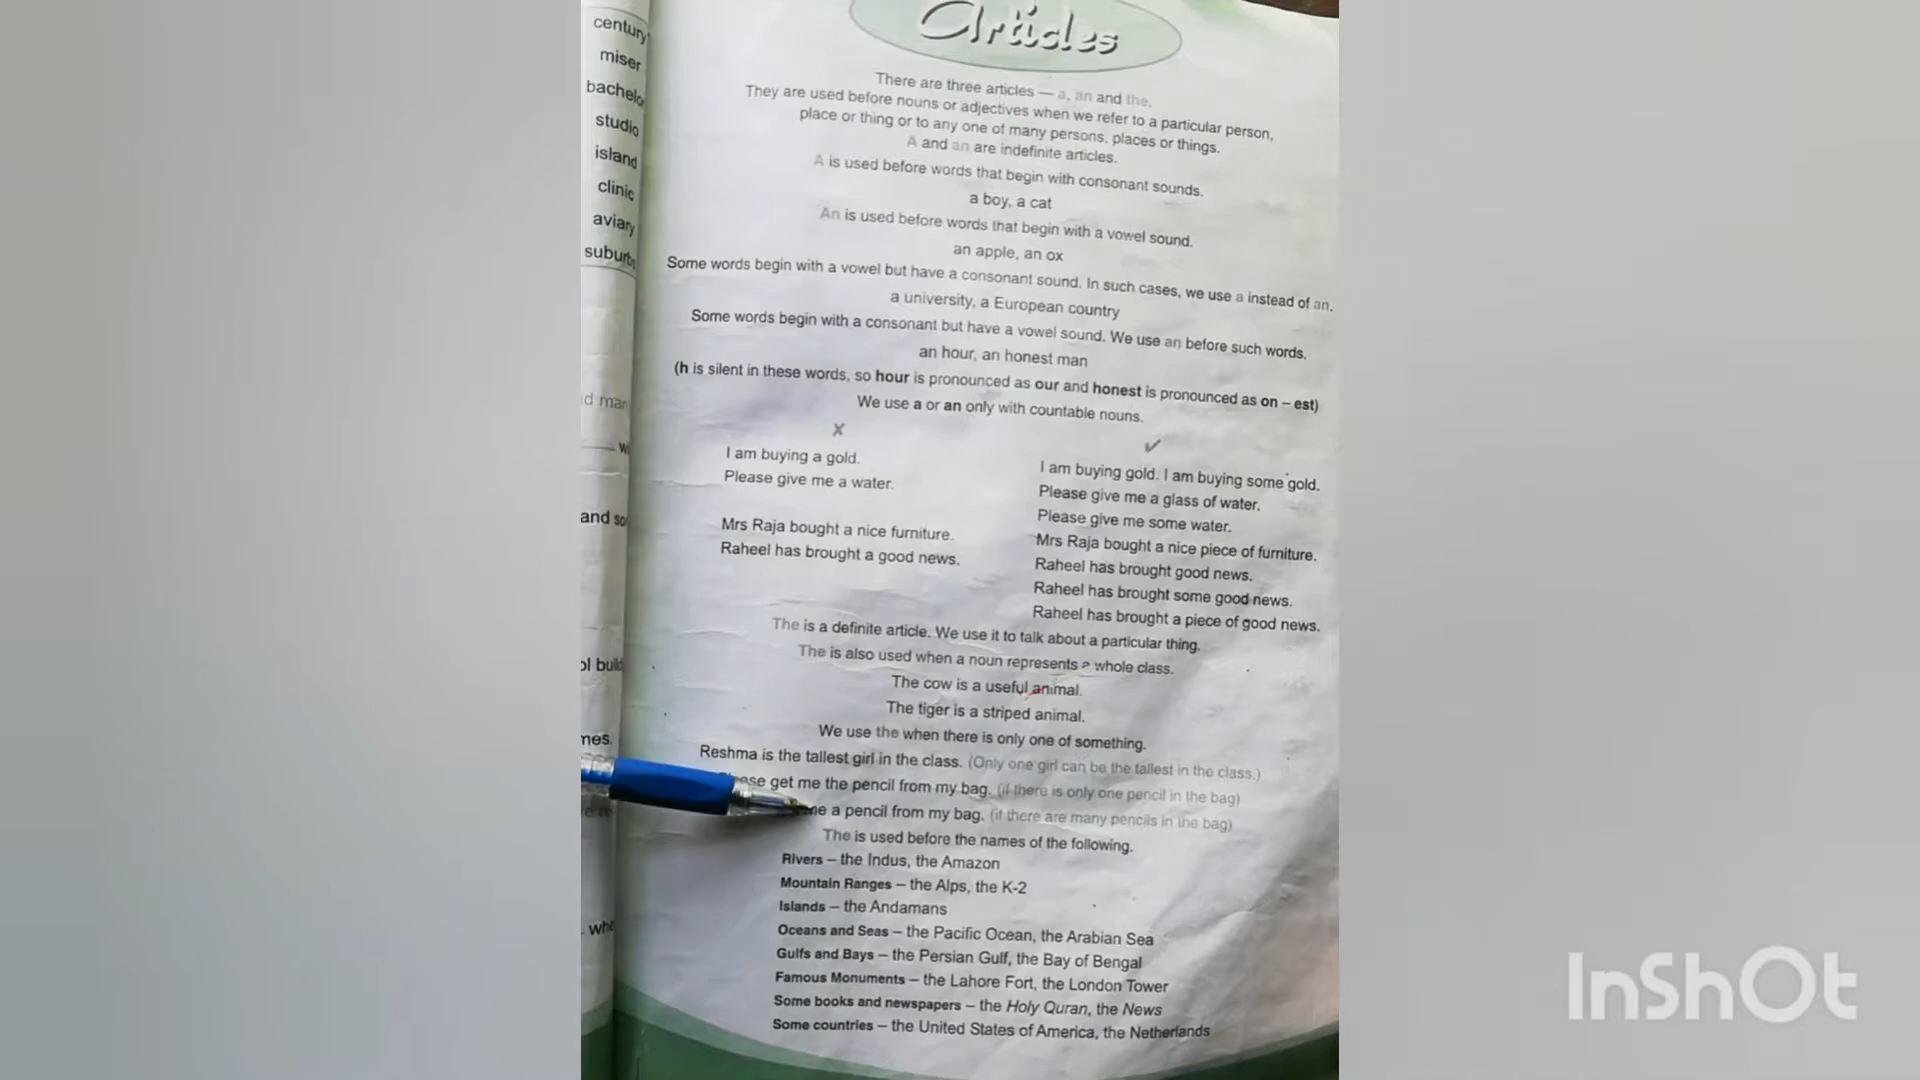 century
miser
bachelo
studio
island
clinic
aviary
suburbs
d mar
w
and so
ol build
mes.
whe
Articles
There are three articles — a, an and the.
They are used before nouns or adjectives when we refer to a particular person,
place or thing or to any one of many persons, places or things.
A and an are indefinite articles.
A is used before words that begin with consonant sounds.
a boy, a cat
An is used before words that begin with a vowel sound.
an apple, an ox
Some words begin with a vowel but have a consonant sound. In such cases, we use a instead of an.
a university, a European country
Some words begin with a consonant but have a vowel sound. We use an before such words.
an hour, an honest man
(h is silent in these words, so hour is pronounced as our and honest is pronounced as on – est)
We use a or an only with countable nouns.
✗ ✓
I am buying a gold. I am buying gold. I am buying some gold.
Please give me a water. Please give me a glass of water.
Please give me some water.
Mrs Raja bought a nice furniture. Mrs Raja bought a nice piece of furniture.
Raheel has brought a good news. Raheel has brought good news.
Raheel has brought some good news.
Raheel has brought a piece of good news.
The is a definite article. We use it to talk about a particular thing.
The is also used when a noun represents a whole class.
The cow is a useful animal.
The tiger is a striped animal.
We use the when there is only one of something.
Reshma is the tallest girl in the class. (Only one girl can be the tallest in the class.)
get me the pencil from my bag. (if there is only one pencil in the bag)
me a pencil from my bag. (if there are many pencils in the bag)
The is used before the names of the following.
Rivers – the Indus, the Amazon
Mountain Ranges – the Alps, the K-2
Islands – the Andamans
Oceans and Seas – the Pacific Ocean, the Arabian Sea
Gulfs and Bays – the Persian Gulf, the Bay of Bengal
Famous Monuments – the Lahore Fort, the London Tower
Some books and newspapers – the Holy Quran, the News
Some countries – the United States of America, the Netherlands
InShOt